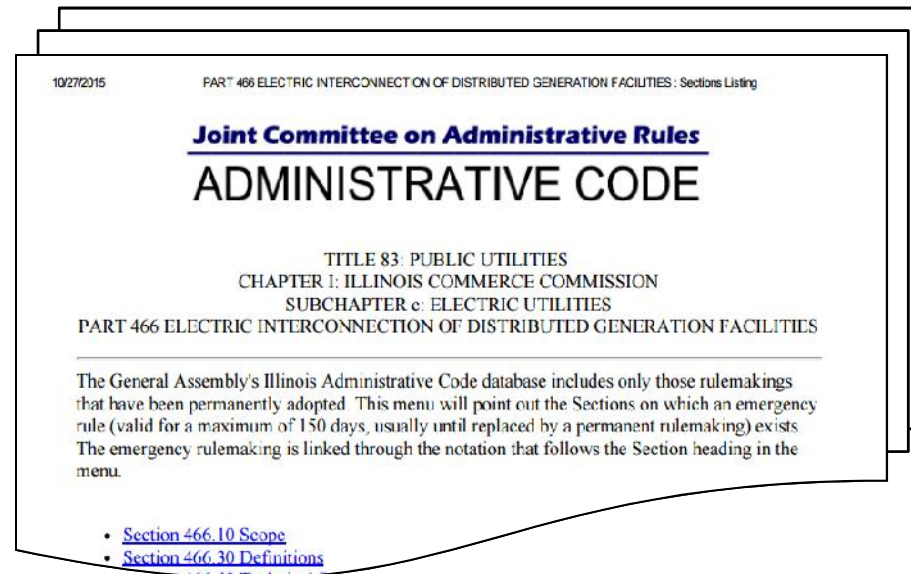 10/27/2015 PART 466 ELECTRIC INTERCONNECTION OF DISTRIBUTED GENERATION FACILITIES : Sections Listing
Joint Committee on Administrative Rules
ADMINISTRATIVE CODE
TITLE 83: PUBLIC UTILITIES
CHAPTER I: ILLINOIS COMMERCE COMMISSION
SUBCHAPTER c: ELECTRIC UTILITIES
PART 466 ELECTRIC INTERCONNECTION OF DISTRIBUTED GENERATION FACILITIES
The General Assembly's Illinois Administrative Code database includes only those rulemakings
that have been permanently adopted. This menu will point out the Sections on which an emergency
rule (valid for a maximum of 150 days, usually until replaced by a permanent rulemaking) exists.
The emergency rulemaking is linked through the notation that follows the Section heading in the
menu.
• Section 466.10 Scope
• Section 466.30 Definitions